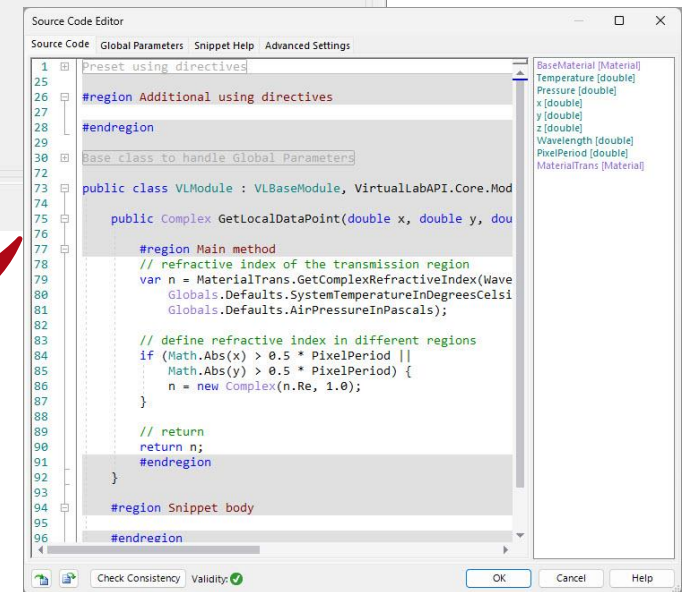 Source Code Editor
Source Code Global Parameters Snippet Help Advanced Settings
1 Preset using directives
25
26 #region Additional using directives
27
28 #endregion
29
30 Base class to handle Global Parameters
72
73 public class VLModule : VLBaseModule, VirtualLabAPI.Core.Mod
74
75 public Complex GetLocalDataPoint(double x, double y, dou
76
77 #region Main method
78 // refractive index of the transmission region
79 var n = MaterialTrans.GetComplexRefractiveIndex(Wave
80 Globals.Defaults.SystemTemperatureInDegreesCelsi
81 Globals.Defaults.AirPressureInPascals);
82
83 // define refractive index in different regions
84 if (Math.Abs(x) > 0.5 * PixelPeriod ||
85 Math.Abs(y) > 0.5 * PixelPeriod) {
86 n = new Complex(n.Re, 1.0);
87 }
88
89 // return
90 return n;
91 #endregion
92 }
93
94 #region Snippet body
95
96 #endregion
BaseMaterial [Material]
Temperature [double]
Pressure [double]
x [double]
y [double]
z [double]
Wavelength [double]
PixelPeriod [double]
MaterialTrans [Material]
Check Consistency Validity: OK Cancel Help